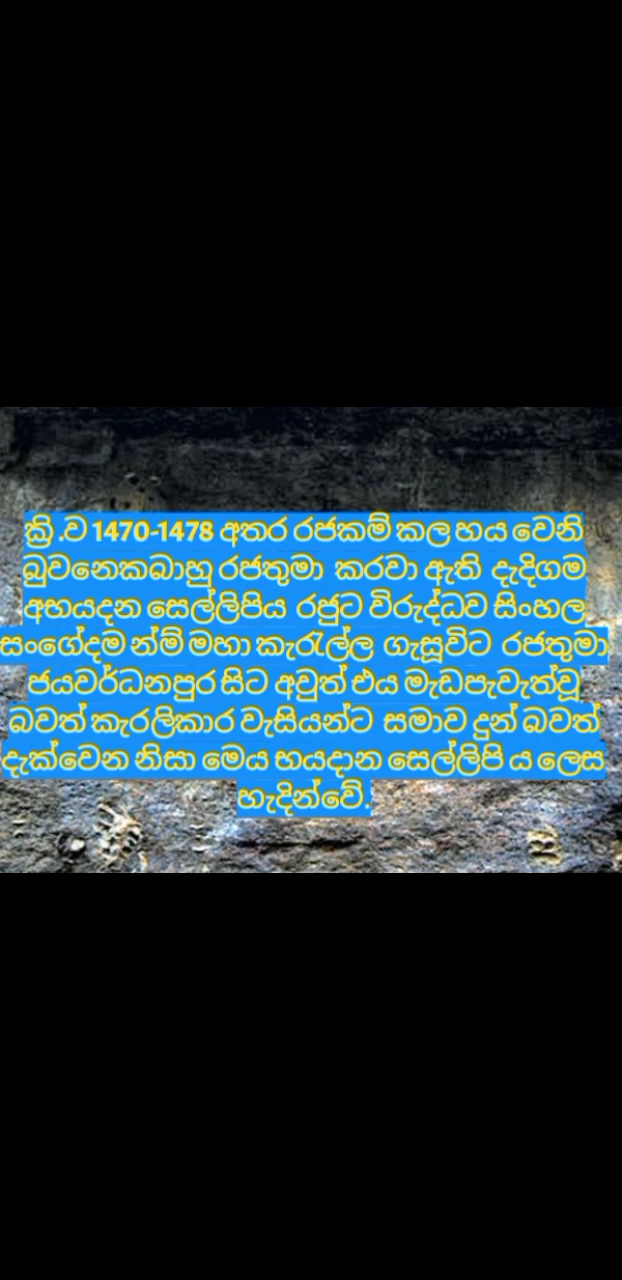 ක්‍රි .ව 1470-1478 අතර රජකම් කල හය වෙනි
බුවනෙකබාහු රජතුමා කරවා ඇති දැදිගම
අභයදන සෙල්ලිපිය රජුට විරුද්ධව සිංහල
සංගේදම න්ම් මහා කැරැල්ල ගැසූවිට රජතුමා
ජයවර්ධනපුර සිට අවුත් එය මැඩපැවැත්වූ
බවත් කැරලිකාර වැසියන්ට සමාව දුන් බවත්
දැක්වෙන නිසා මෙය භයදාන සෙල්ලිපි ය ලෙස
හැදින්වේ.